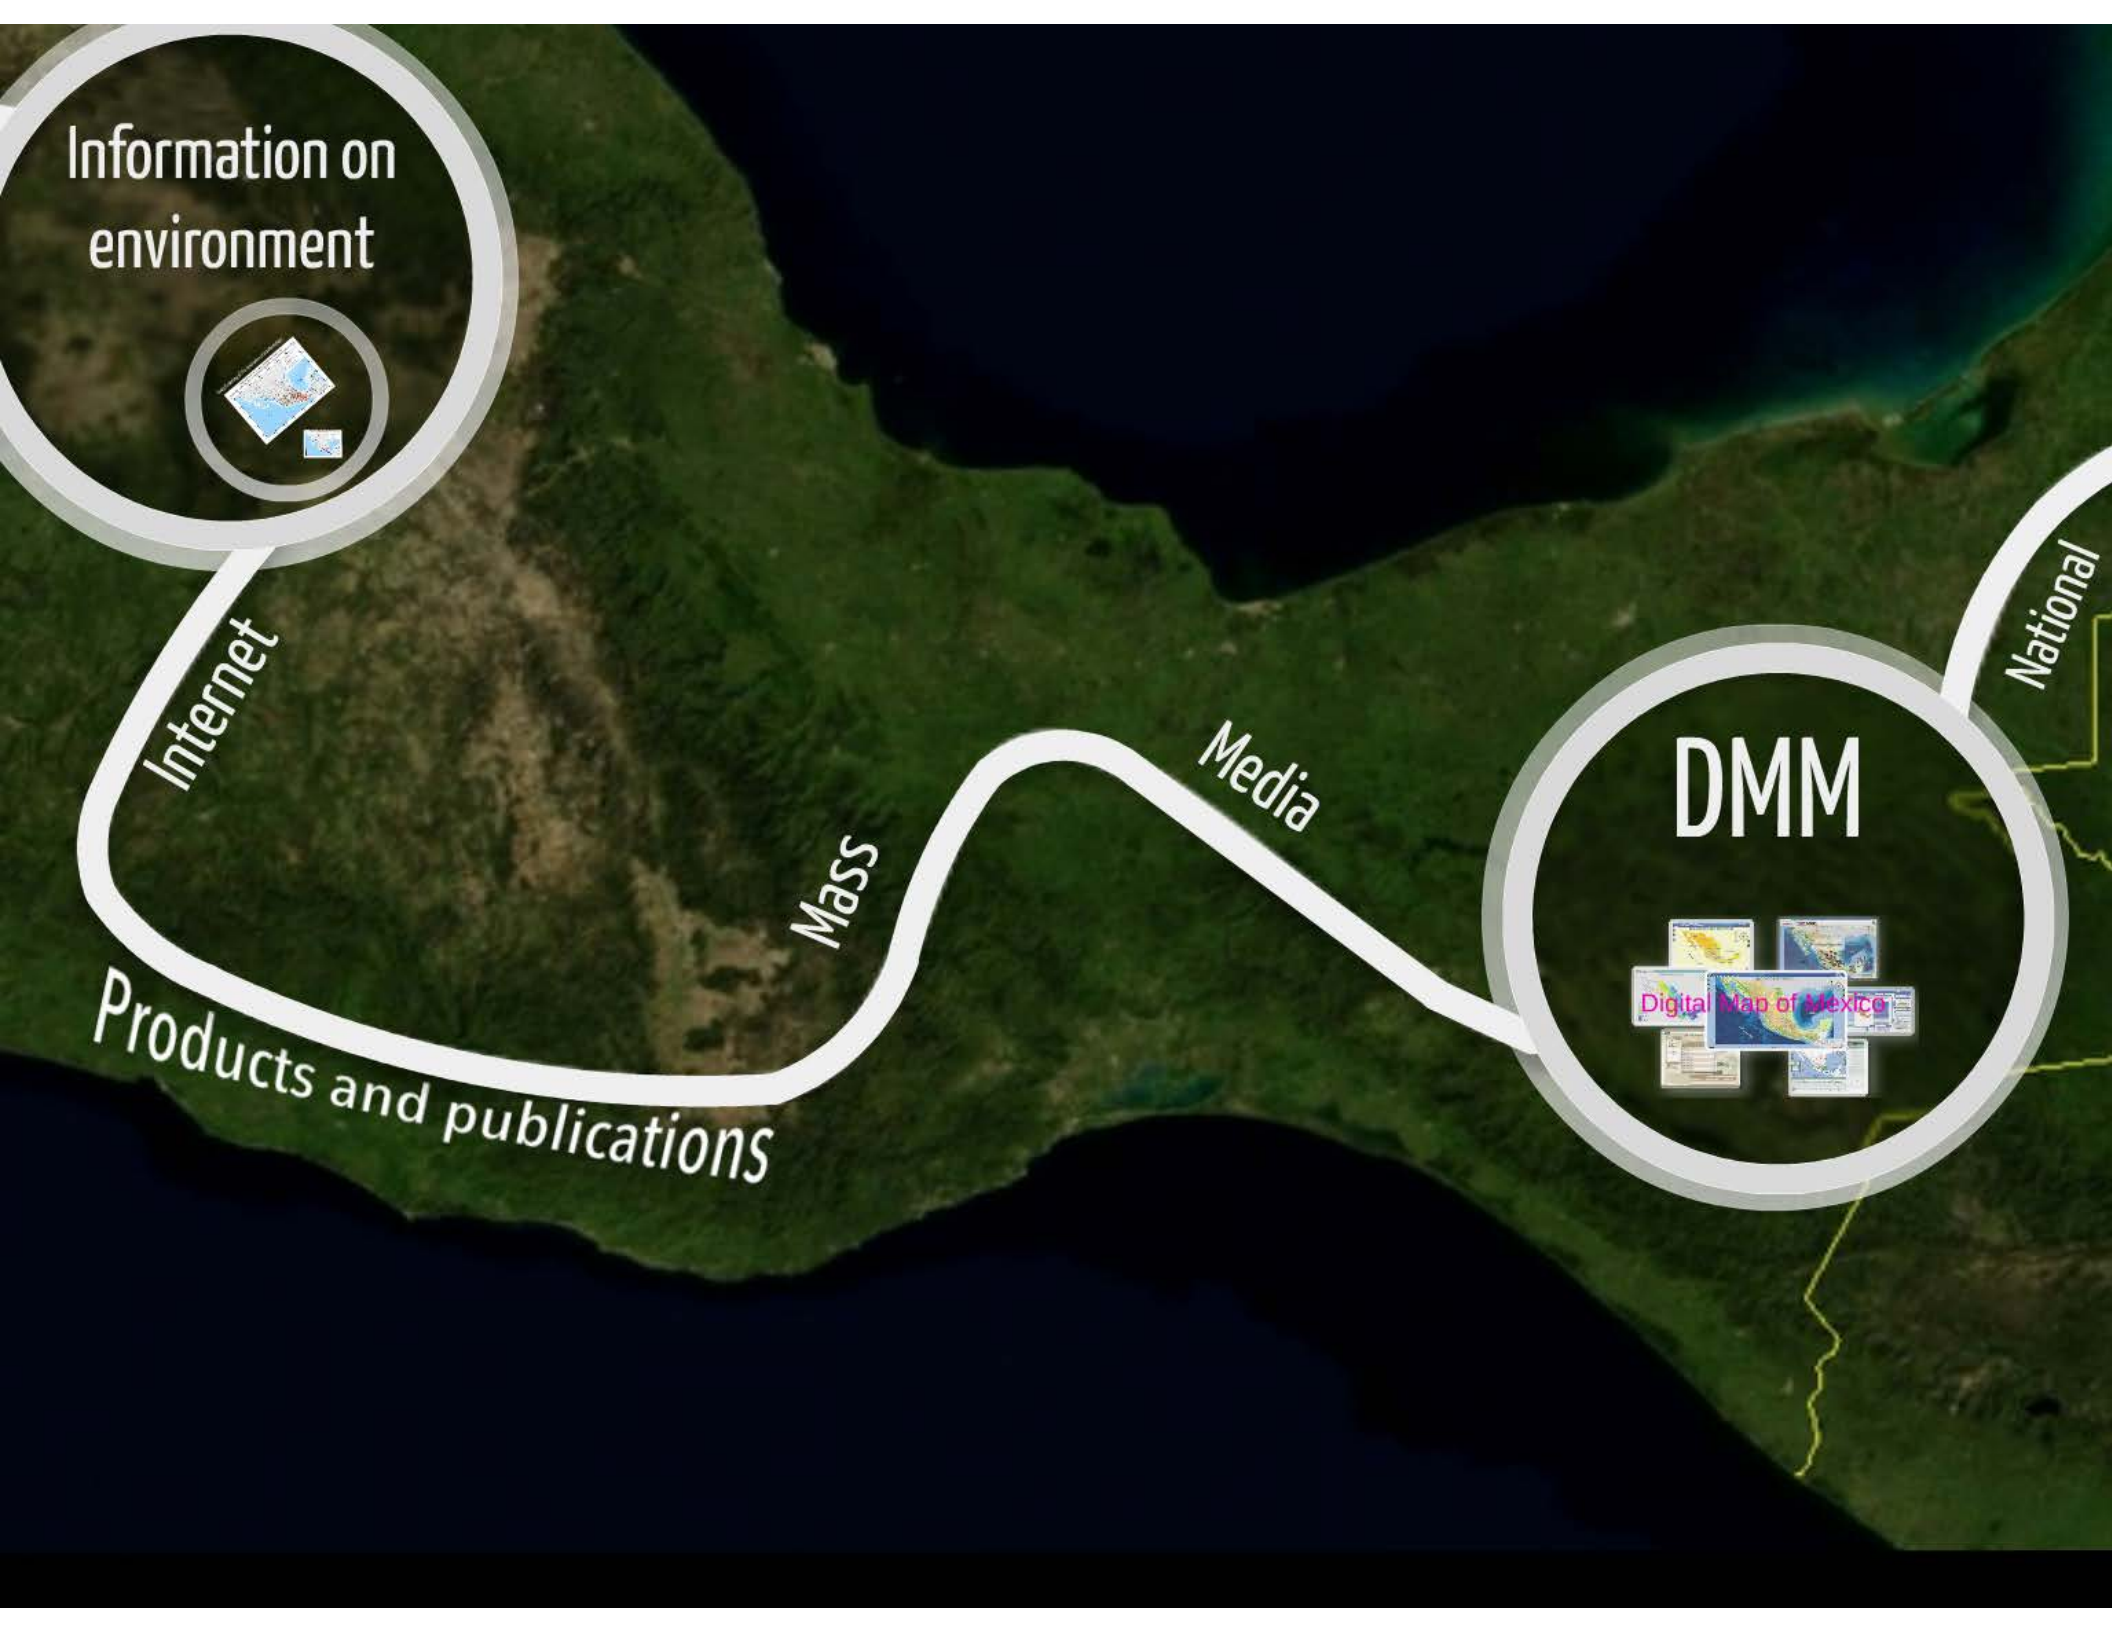 Information on
environment
Internet
Products and publications
Mass
Media
DMM
Digital Map of Mexico
National